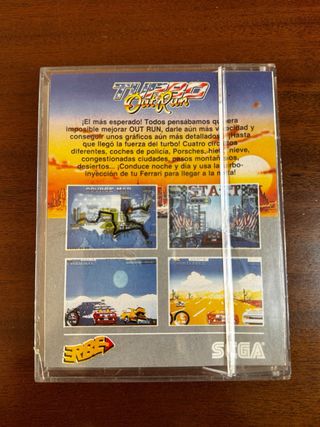 TURBO
OutRun
¡El más esperado! Todos pensábamos que era
imposible mejorar OUT RUN, darle aún más velocidad y
conseguir unos gráficos aún más detallados. ¡Hasta
que llegó la fuerza del turbo! Cuatro circuitos
diferentes, coches de policía, Porsches, hielo, nieve,
congestionadas ciudades, pasos montañosos,
desiertos... ¡Conduce noche y día y usa la turbo-
inyección de tu Ferrari para llegar a la meta!
START
COURSE MAP
ERBE
SEGA